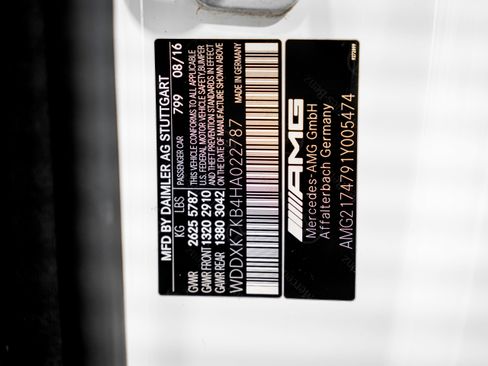 MFD BY DAIMLER AG STUTTGART
KG LBS PASSENGER CAR 799 08/16
GVWR 2625 5787 THIS VEHICLE CONFORMS TO ALL APPLICABLE
GAWR FRONT 1320 2910 U.S. FEDERAL MOTOR VEHICLE SAFETY, BUMPER
GAWR REAR 1380 3042 AND THEFT PREVENTION STANDARDS IN EFFECT
ON THE DATE OF MANUFACTURE SHOWN ABOVE
WDDXK7KB4HA022787 MADE IN GERMANY
AMG
Mercedes-AMG GmbH
Affalterbach Germany
AMG2174791Y005474